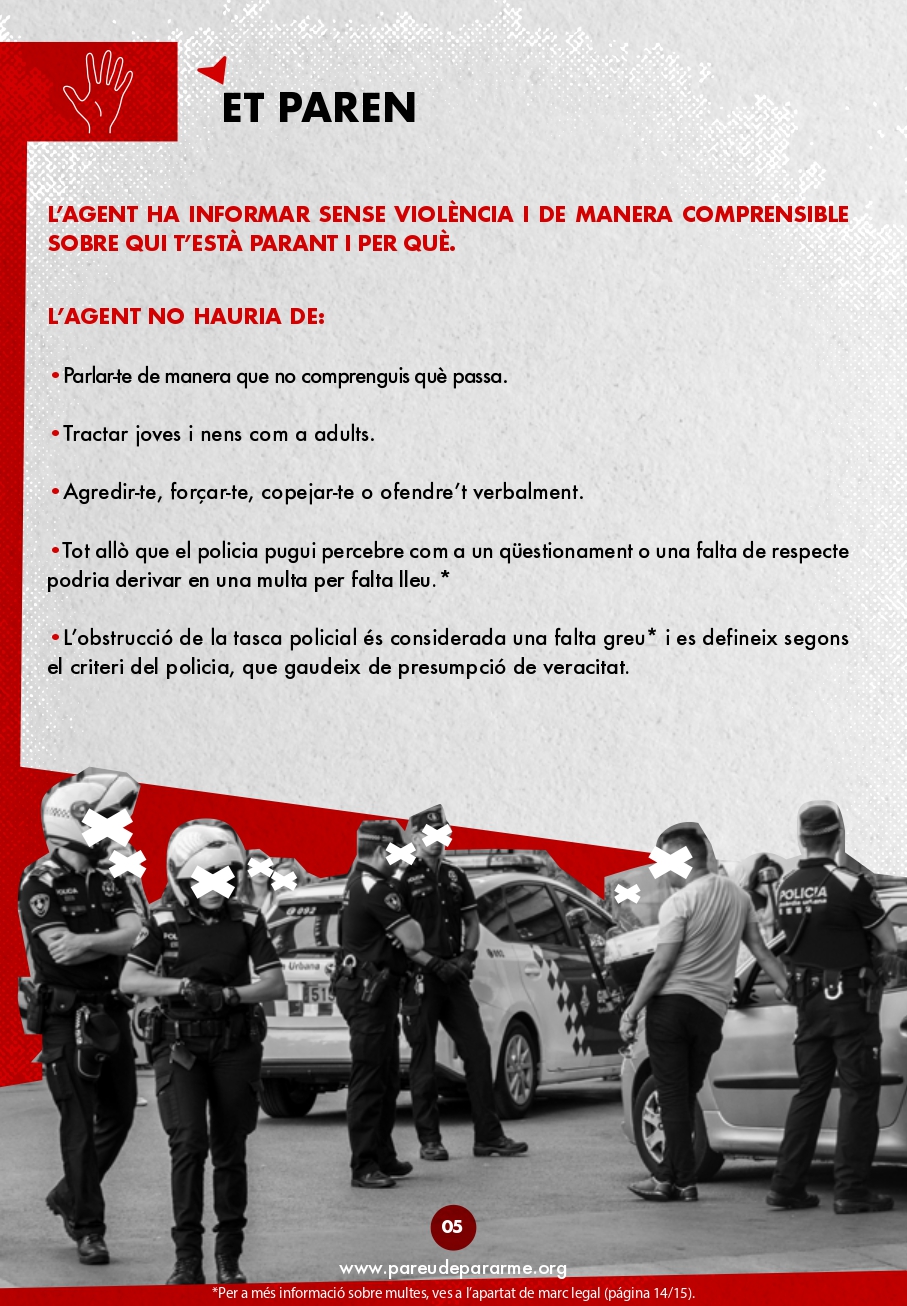 ET PAREN
L’AGENT HA INFORMAR SENSE VIOLÈNCIA I DE MANERA COMPRENSIBLE
SOBRE QUI T’ESTÀ PARANT I PER QUÈ.
L’AGENT NO HAURIA DE:
•Parlar-te de manera que no comprenguis què passa.
•Tractar joves i nens com a adults.
•Agredir-te, forçar-te, copejar-te o ofendre’t verbalment.
•Tot allò que el policia pugui percebre com a un qüestionament o una falta de respecte
podria derivar en una multa per falta lleu.*
•L’obstrucció de la tasca policial és considerada una falta greu* i es defineix segons
el criteri del policia, que gaudeix de presumpció de veracitat.
POLICIA
guàrdia urbana
092
Urbana
515
05
www.pareudepararme.org
*Per a més informació sobre multes, ves a l’apartat de marc legal (página 14/15).